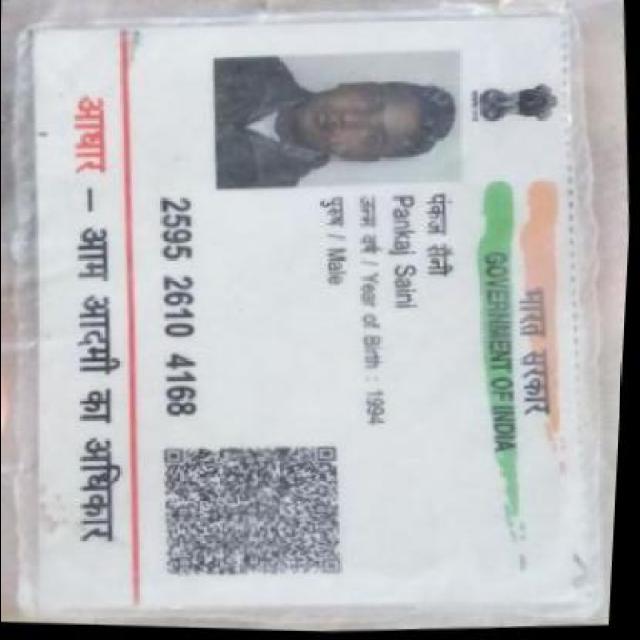 भारत सरकार
GOVERNMENT OF INDIA
पंकज सैनी
Pankaj Saini
जन्म वर्ष / Year of Birth : 1994
पुरुष / Male
2595 2610 4168
आधार – आम आदमी का अधिकार